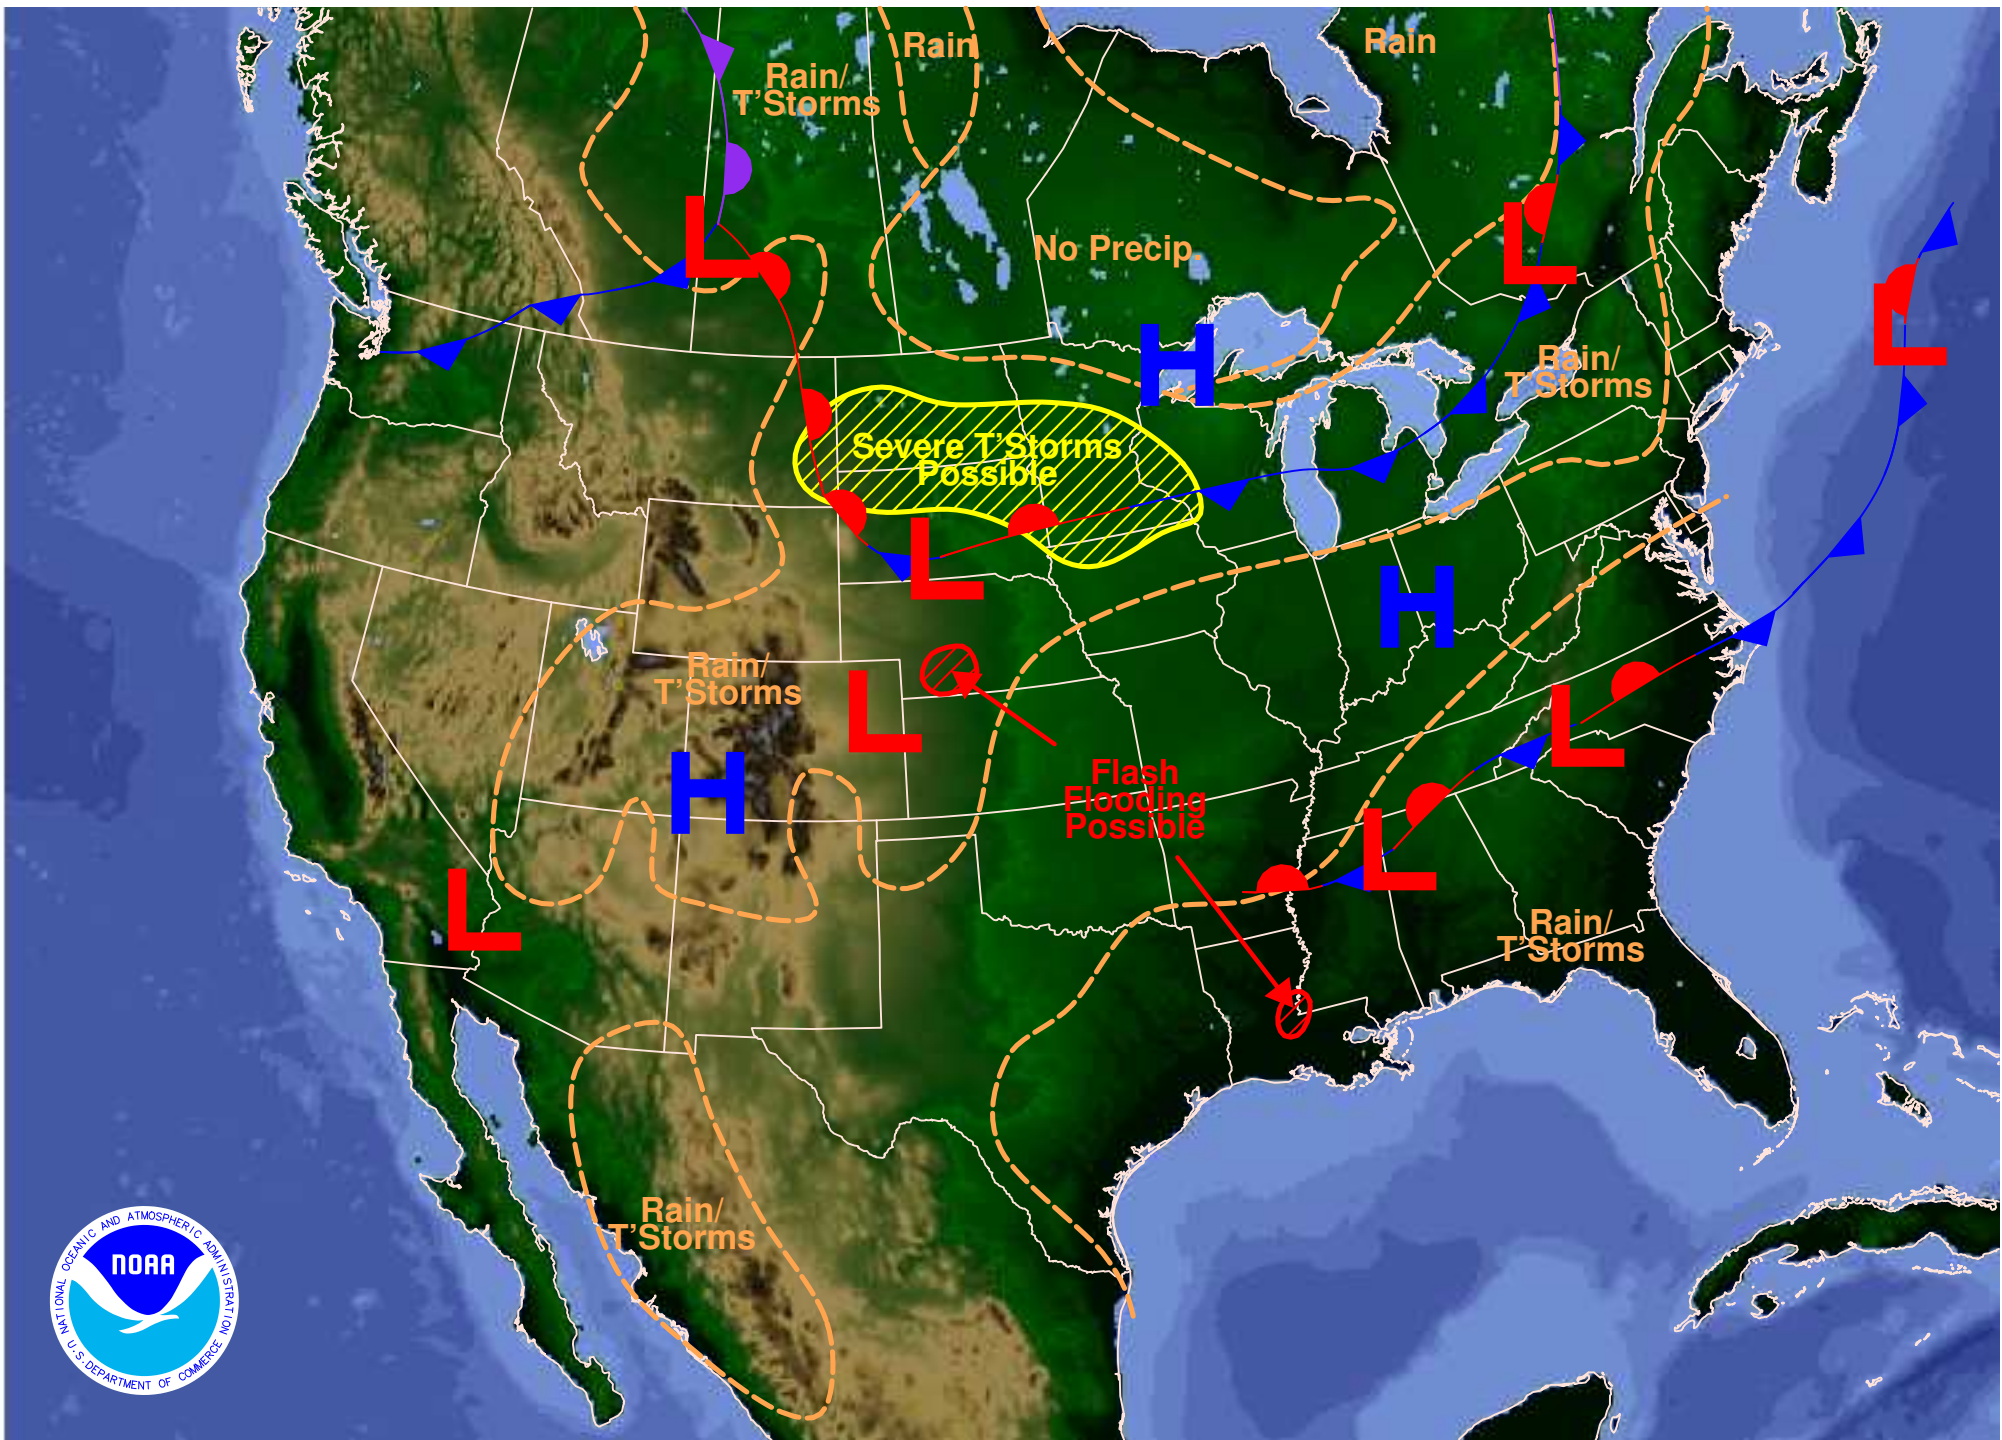 Rain
Rain
Rain/
T'Storms
No Precip.
Rain/
T'Storms
Severe T'Storms
Possible
L
L
L
H
L
H
Rain/
T'Storms
L
L
H
Flash
Flooding
Possible
L
L
Rain/
T'Storms
Rain/
T'Storms
NATIONAL OCEANIC AND ATMOSPHERIC ADMINISTRATION
NOAA
U.S. DEPARTMENT OF COMMERCE